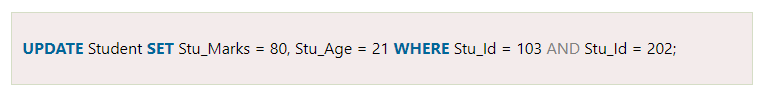 UPDATE Student SET Stu_Marks = 80, Stu_Age = 21 WHERE Stu_Id = 103 AND Stu_Id = 202;